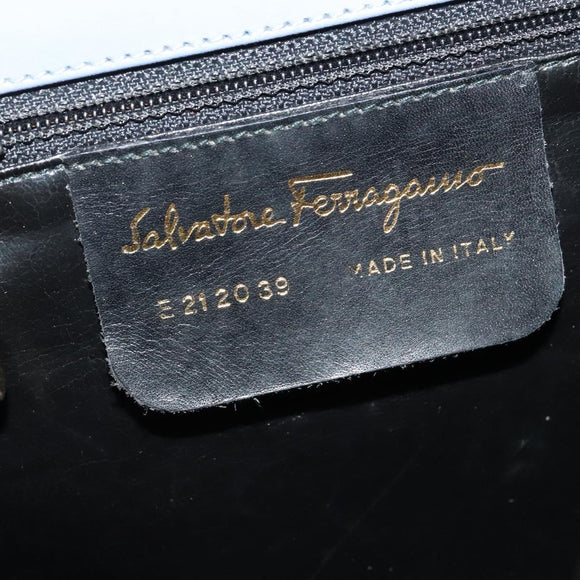 Salvatore Ferragamo
E 21 20 39 MADE IN ITALY